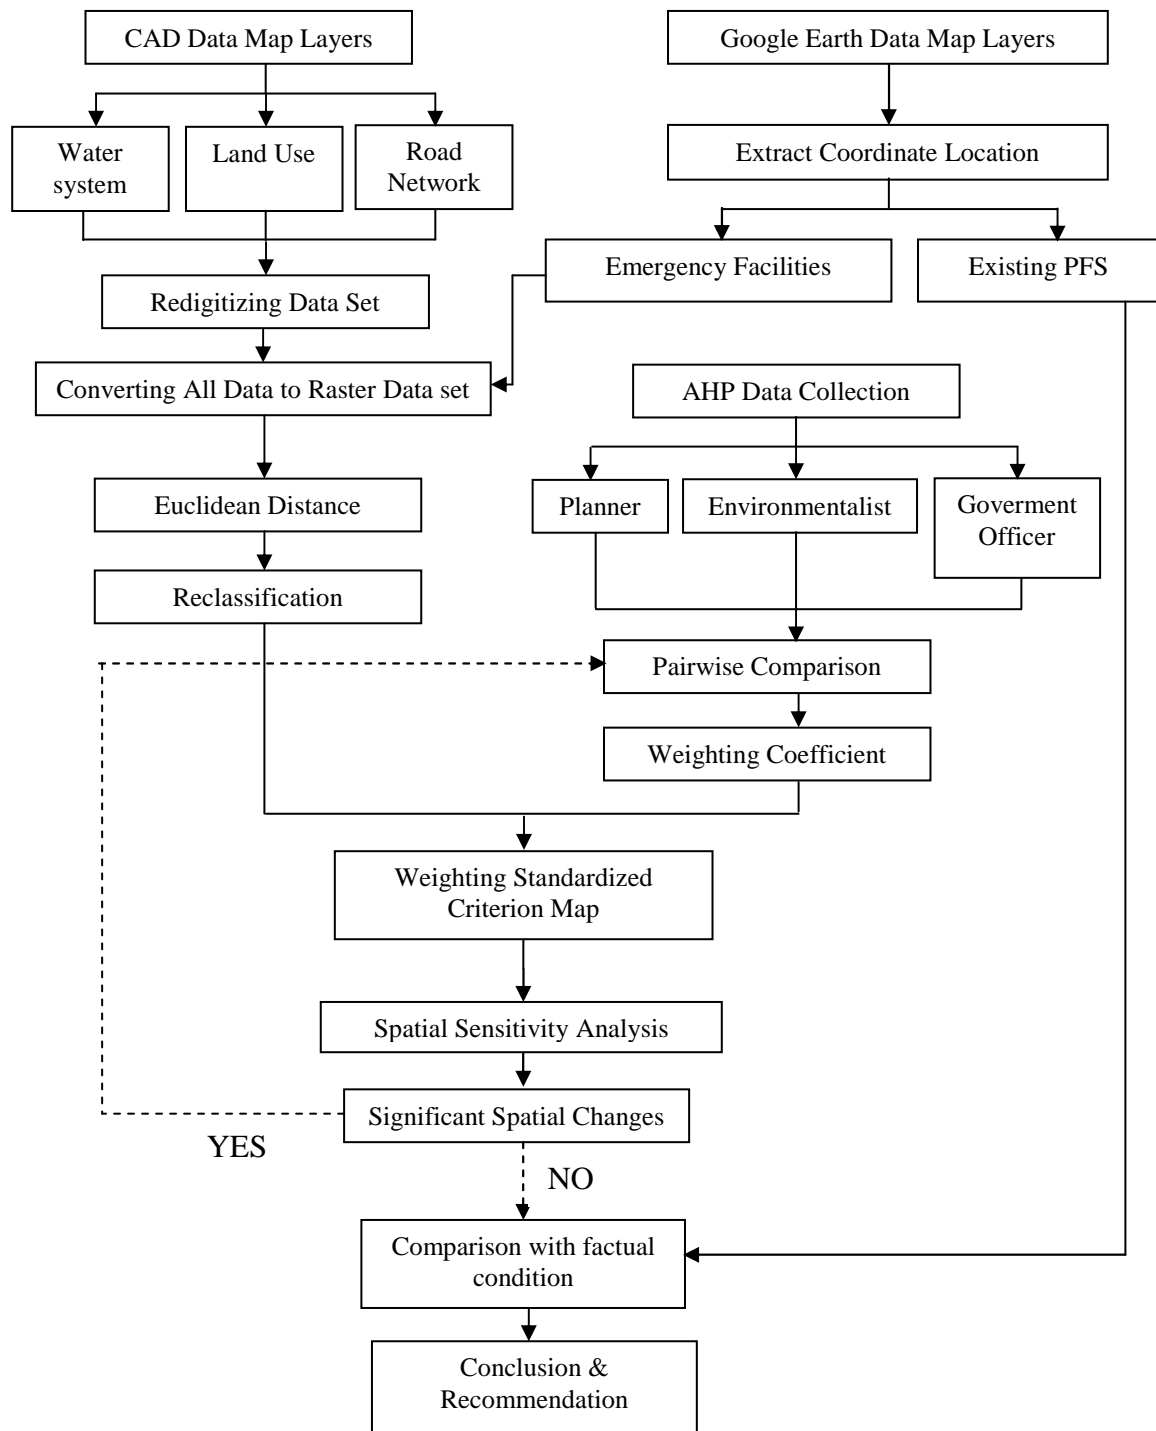 CAD Data Map Layers
Google Earth Data Map Layers
Water
system
Land Use
Road
Network
Extract Coordinate Location
Emergency Facilities
Existing PFS
Redigitizing Data Set
Converting All Data to Raster Data set
AHP Data Collection
Euclidean Distance
Planner
Environmentalist
Goverment
Officer
Reclassification
Pairwise Comparison
Weighting Coefficient
Weighting Standardized
Criterion Map
Spatial Sensitivity Analysis
Significant Spatial Changes
YES
NO
Comparison with factual
condition
Conclusion &
Recommendation